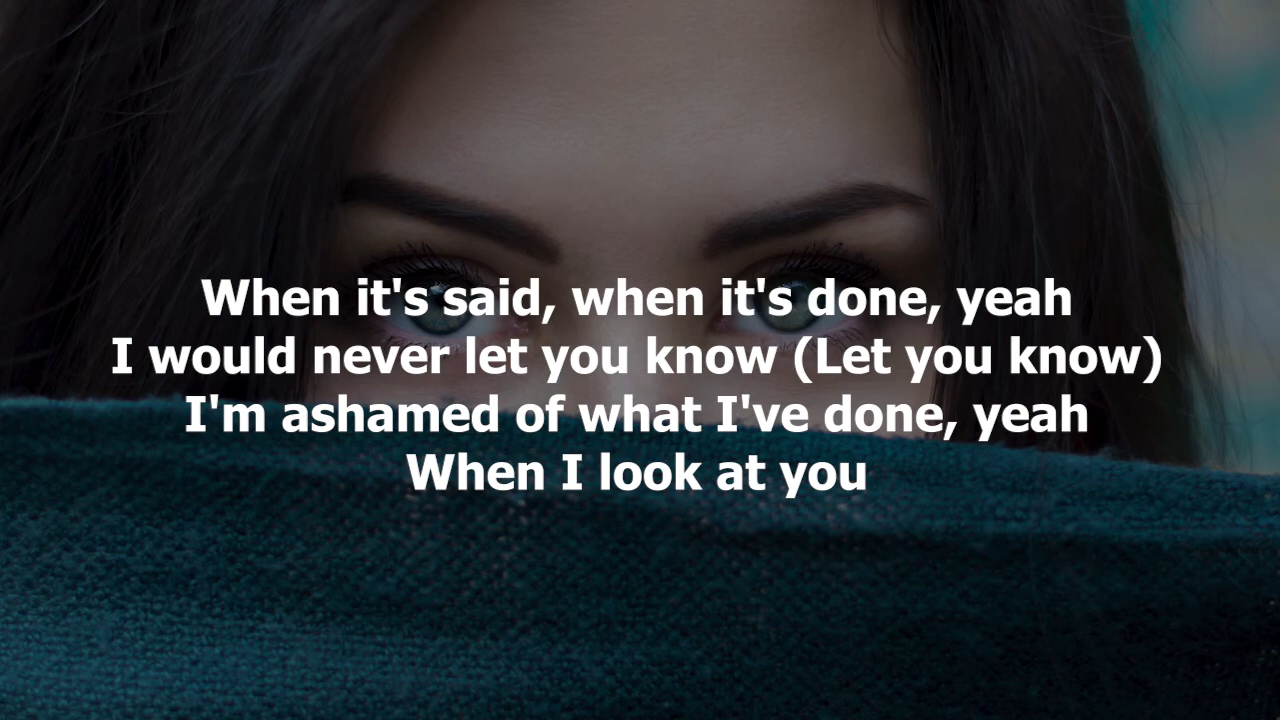 When it's said, when it's done, yeah
I would never let you know (Let you know)
I'm ashamed of what I've done, yeah
When I look at you